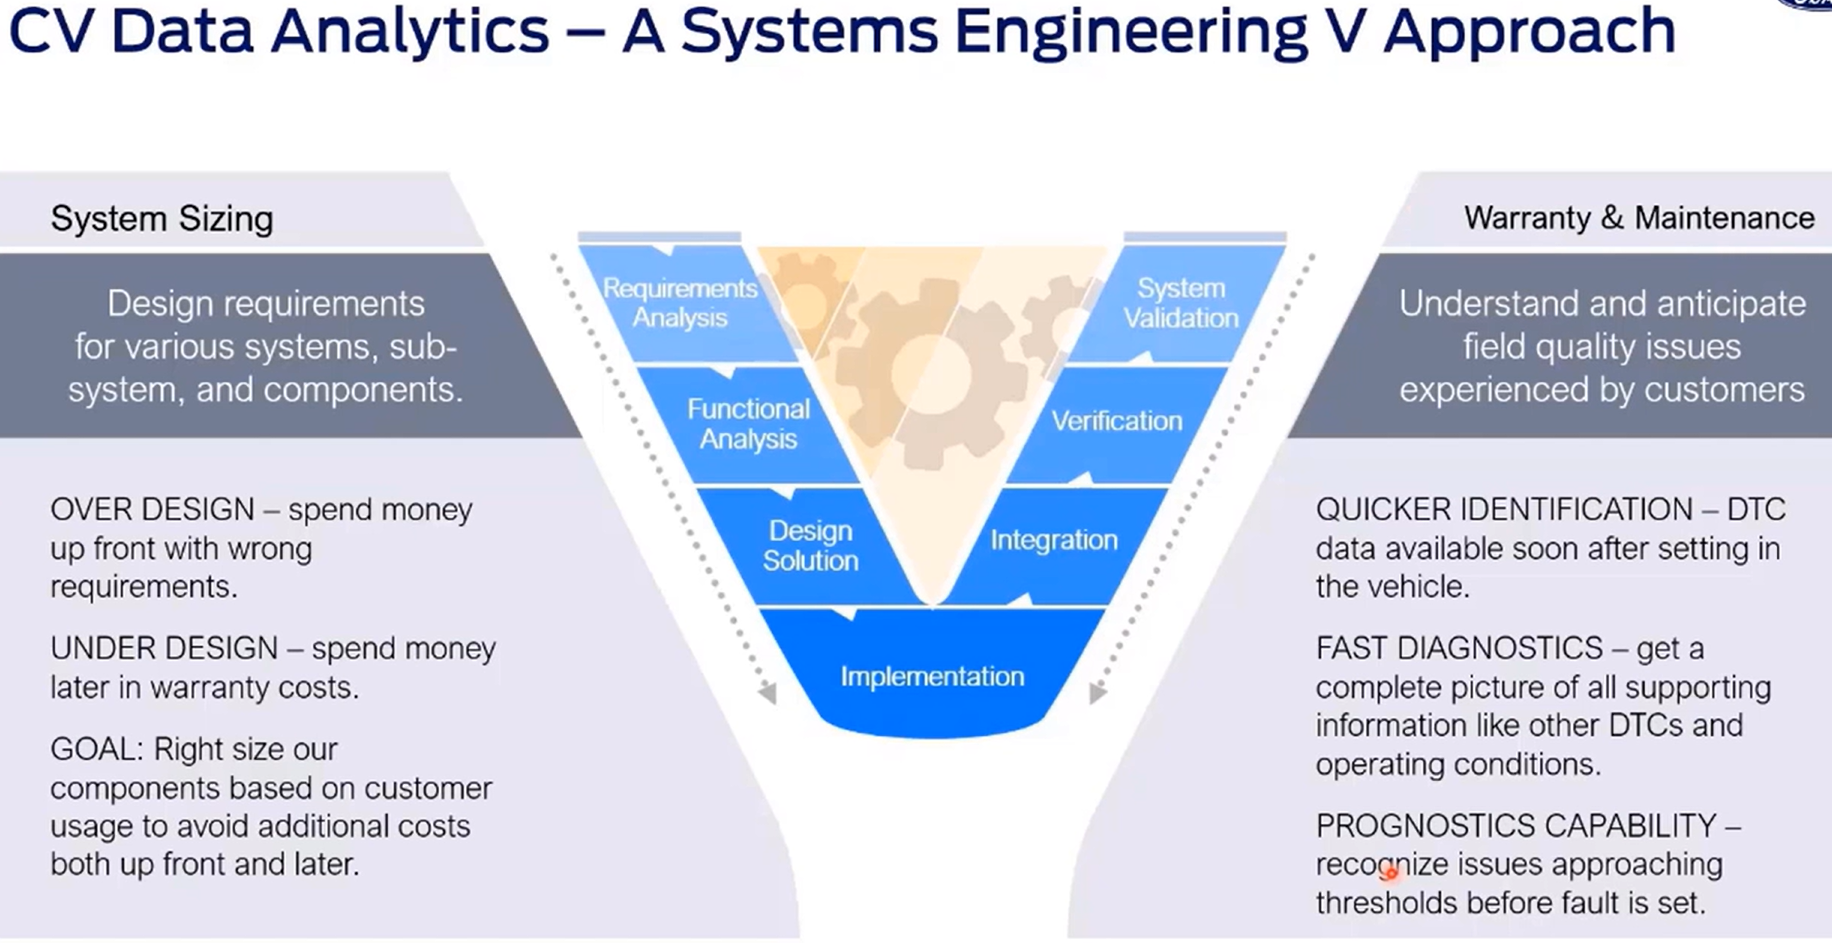 CV Data Analytics – A Systems Engineering V Approach
System Sizing
Design requirements
for various systems, sub-
system, and components.
OVER DESIGN – spend money
up front with wrong
requirements.
UNDER DESIGN – spend money
later in warranty costs.
GOAL: Right size our
components based on customer
usage to avoid additional costs
both up front and later.
Requirements
Analysis
Functional
Analysis
Design
Solution
Implementation
Integration
Verification
System
Validation
Warranty & Maintenance
Understand and anticipate
field quality issues
experienced by customers
QUICKER IDENTIFICATION – DTC
data available soon after setting in
the vehicle.
FAST DIAGNOSTICS – get a
complete picture of all supporting
information like other DTCs and
operating conditions.
PROGNOSTICS CAPABILITY –
recognize issues approaching
thresholds before fault is set.